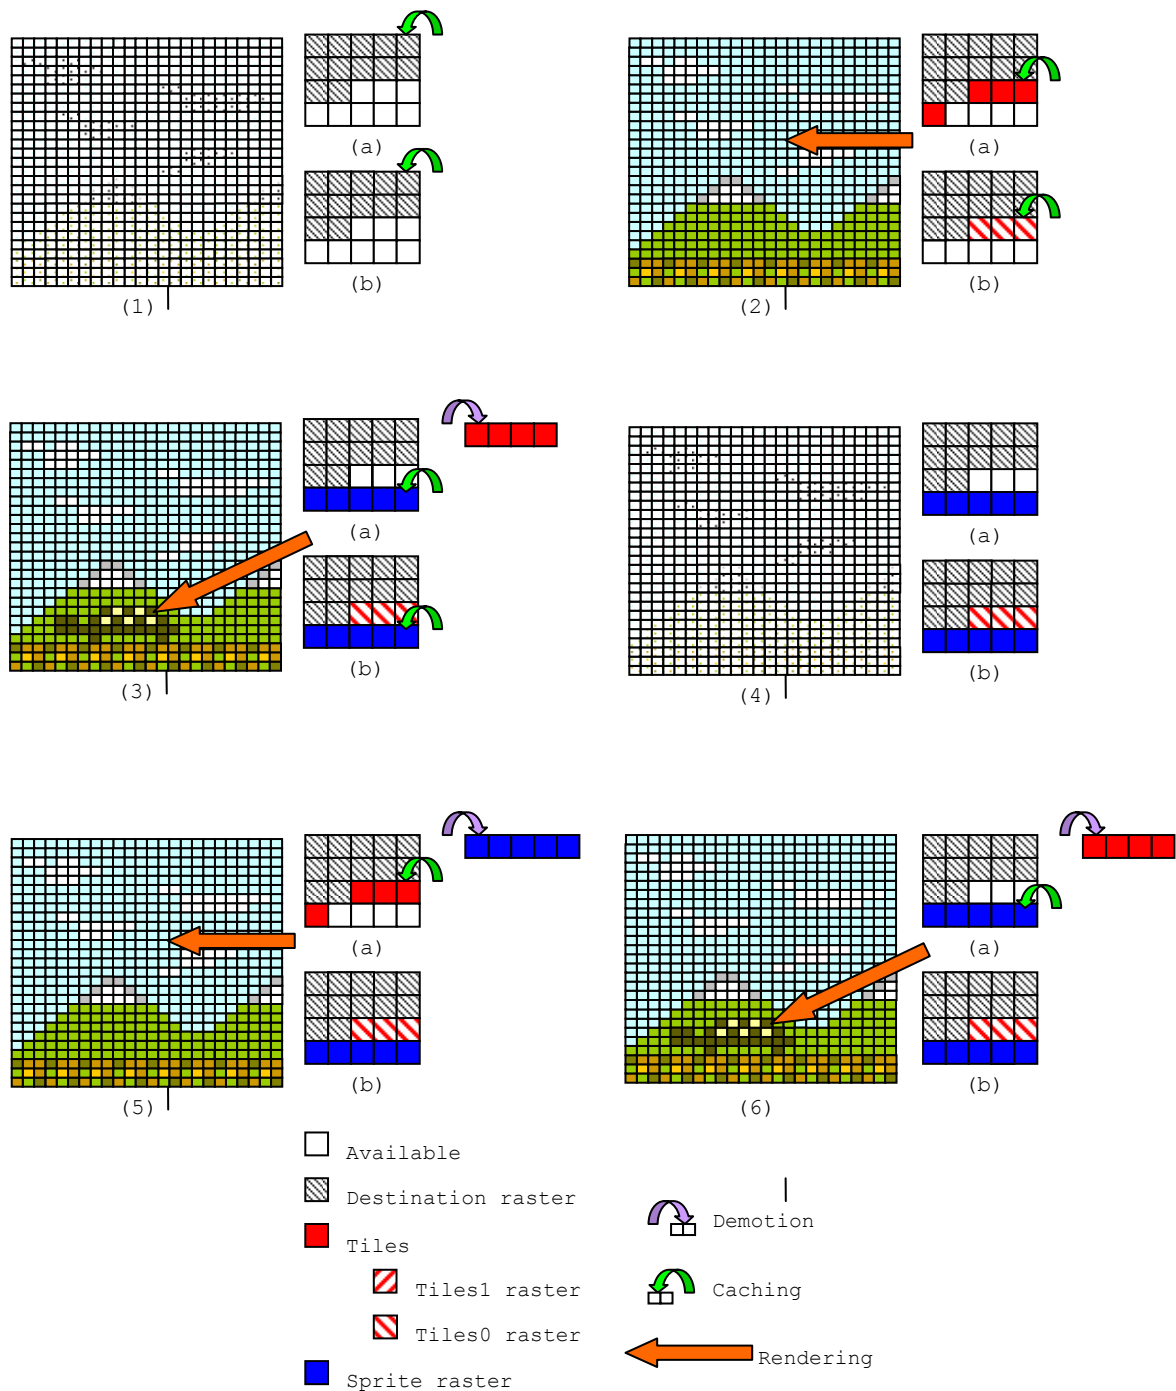 (a)
(b)
(1)
(a)
(b)
(2)
(a)
(b)
(3)
(a)
(b)
(4)
(a)
(b)
(5)
(a)
(b)
(6)
Available
Destination raster
Tiles
Tiles1 raster
Tiles0 raster
Sprite raster
Demotion
Caching
Rendering